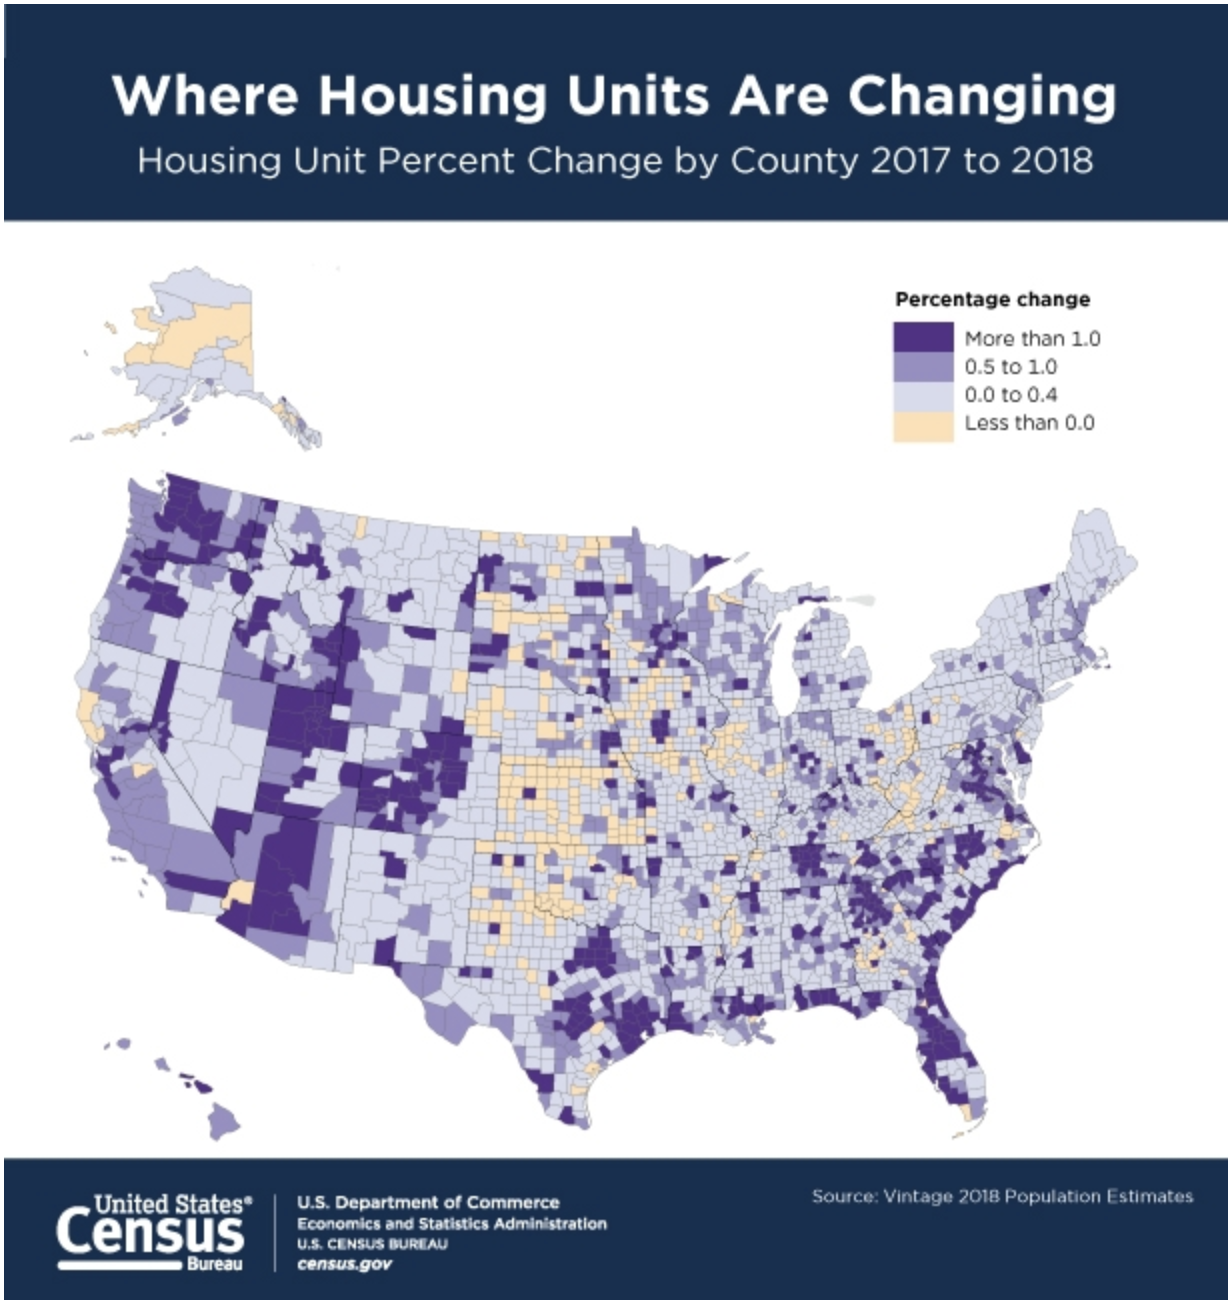 Where Housing Units Are Changing
Housing Unit Percent Change by County 2017 to 2018
Percentage change
More than 1.0
0.5 to 1.0
0.0 to 0.4
Less than 0.0
United States®
Census
Bureau
U.S. Department of Commerce
Economics and Statistics Administration
U.S. CENSUS BUREAU
census.gov
Source: Vintage 2018 Population Estimates